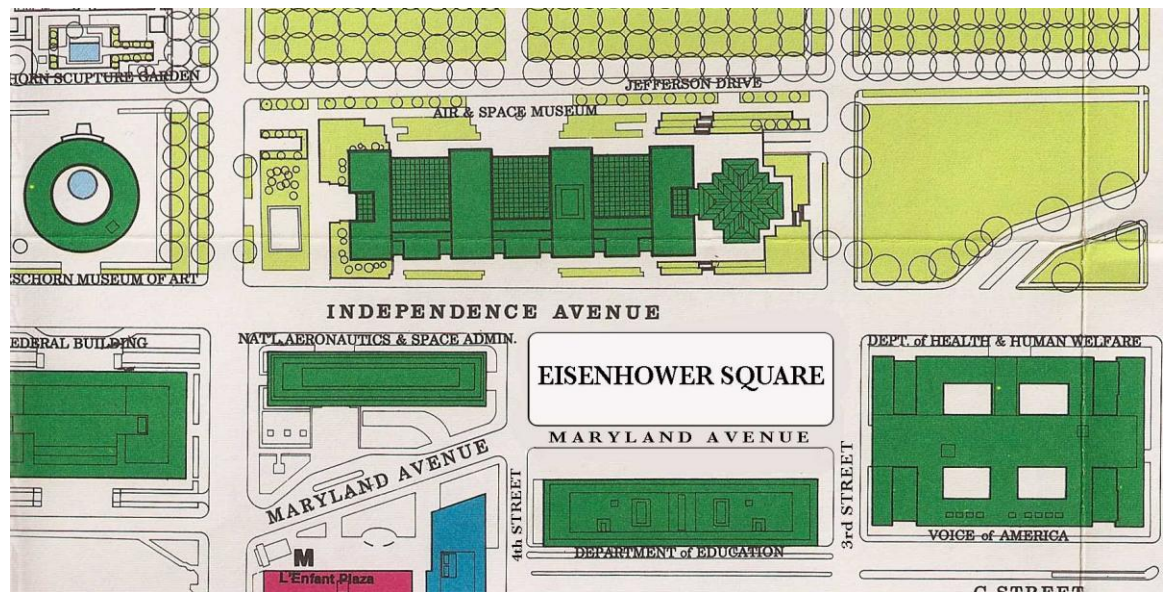 HORN SCUPTURE GARDEN
JEFFERSON DRIVE
AIR & SPACE MUSEUM
SCHORN MUSEUM OF ART
INDEPENDENCE AVENUE
EDERAL BUILDING
NAT'L AERONAUTICS & SPACE ADMIN.
DEPT. of HEALTH & HUMAN WELFARE
EISENHOWER SQUARE
MARYLAND AVENUE
MARYLAND AVENUE
4th STREET
3rd STREET
VOICE of AMERICA
DEPARTMENT of EDUCATION
M
L'Enfant Plaza
C STREET